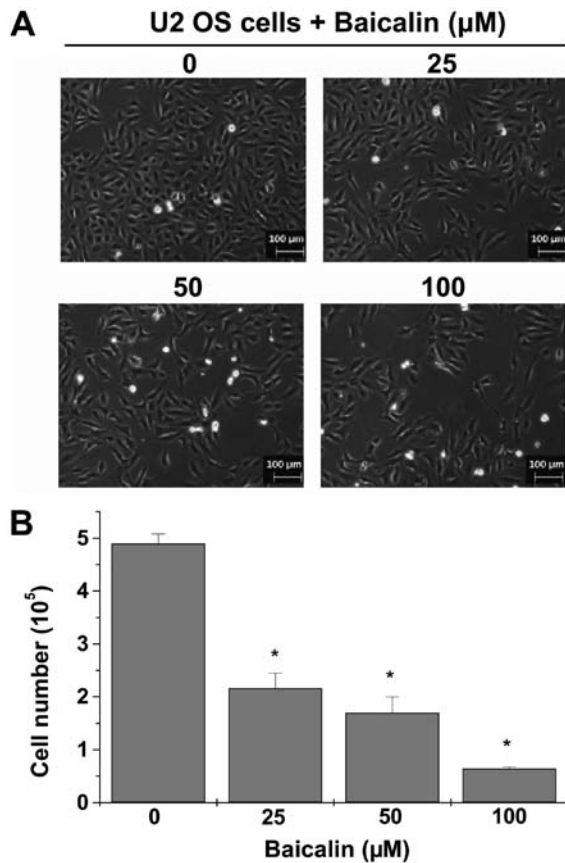 A
U2 OS cells + Baicalin (µM)
0 25
100 µm 100 µm
50 100
100 µm 100 µm
B
Cell number (10⁵)
5
4
3
2
1
0
* * *
0 25 50 100
Baicalin (µM)